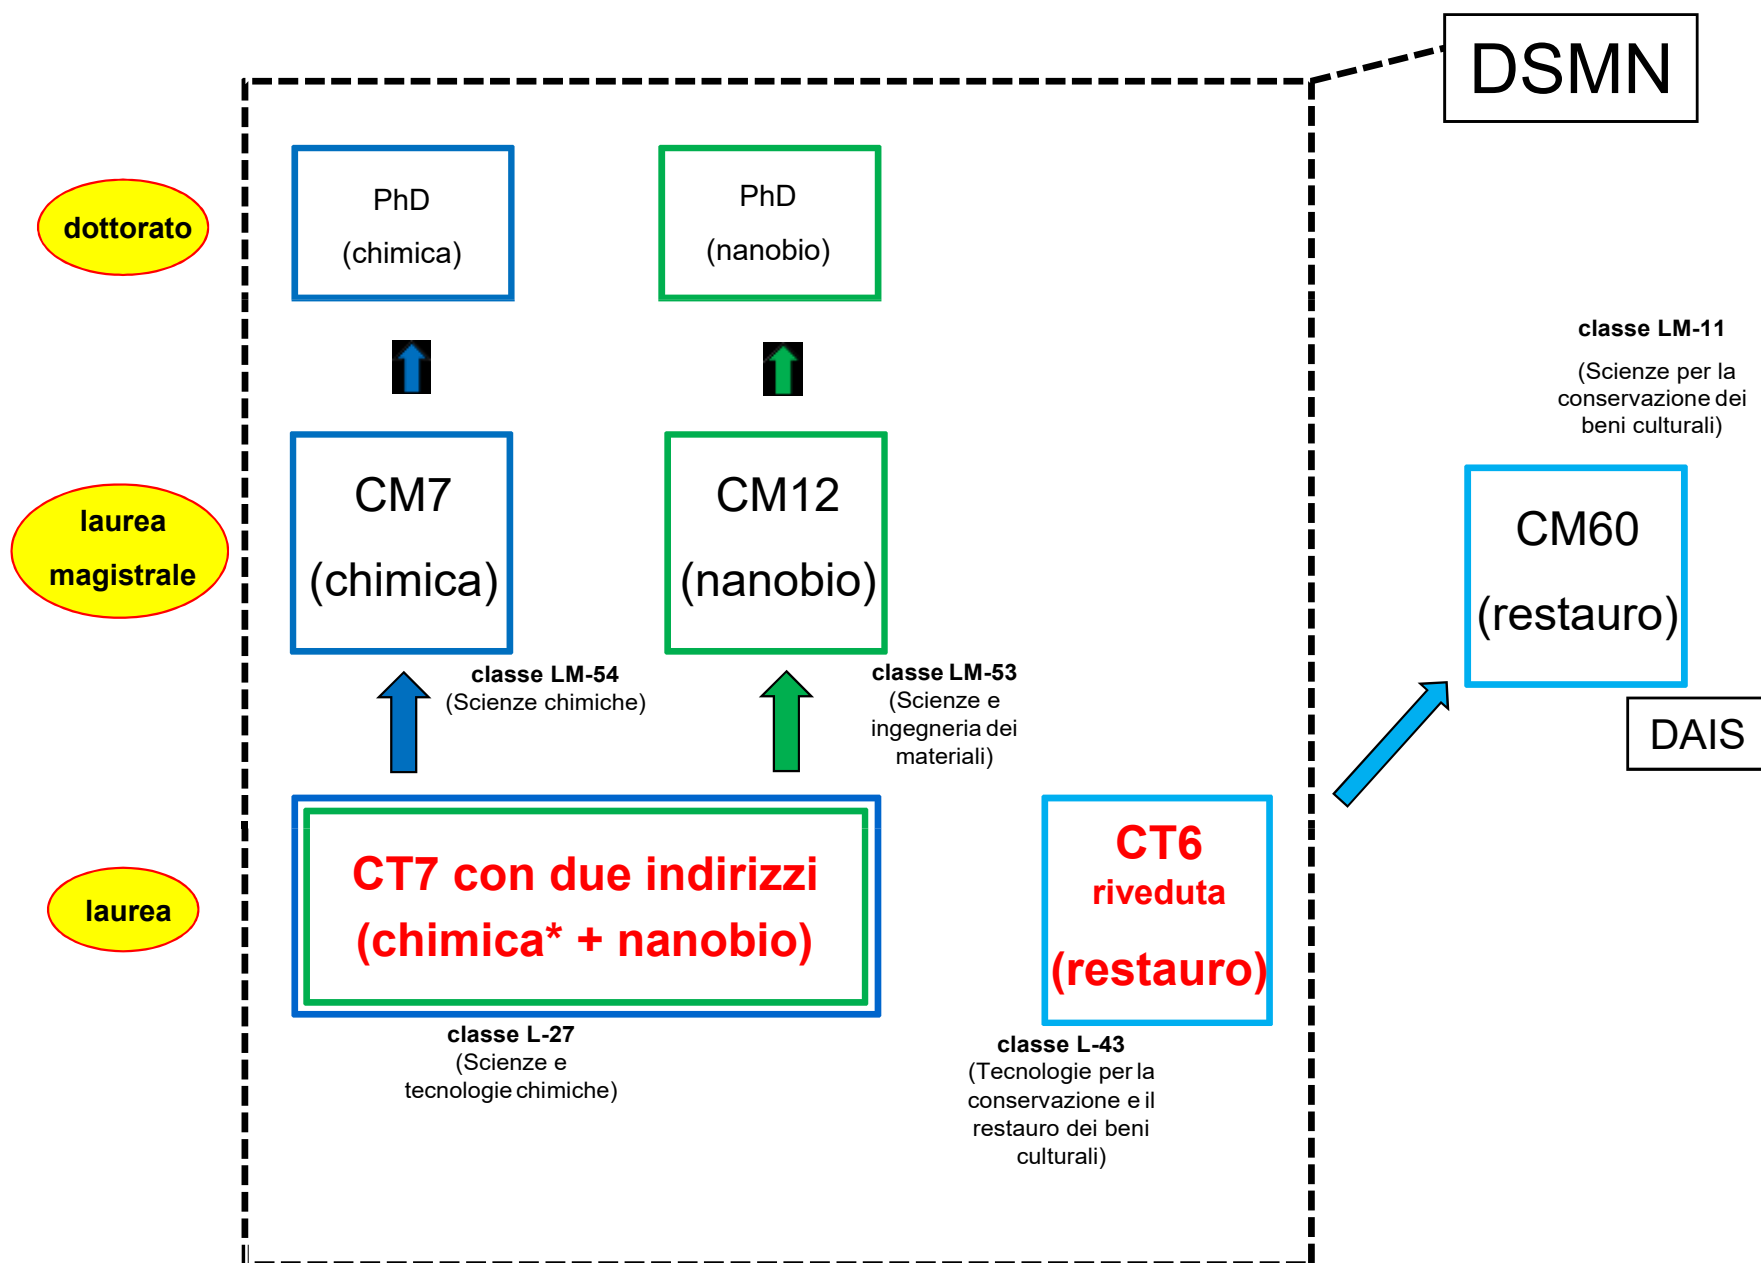 DSMN
dottorato
PhD
(chimica)
PhD
(nanobio)
classe LM-11
(Scienze per la
conservazione dei
beni culturali)
laurea
magistrale
CM7
(chimica)
CM12
(nanobio)
CM60
(restauro)
DAIS
classe LM-54
(Scienze chimiche)
classe LM-53
(Scienze e
ingegneria dei
materiali)
laurea
CT7 con due indirizzi
(chimica* + nanobio)
CT6
riveduta
(restauro)
classe L-27
(Scienze e
tecnologie chimiche)
classe L-43
(Tecnologie per la
conservazione e il
restauro dei beni
culturali)